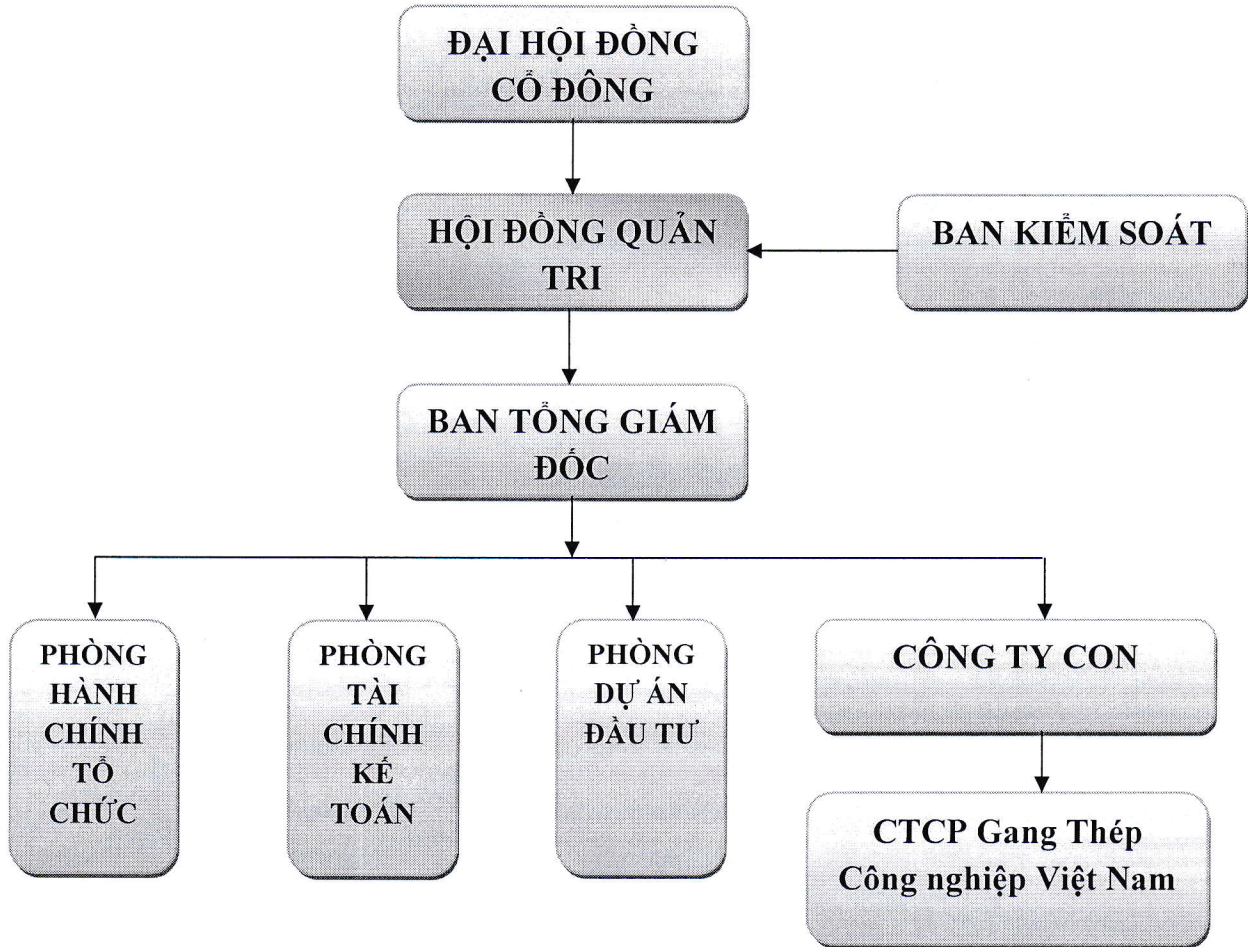 ĐẠI HỘI ĐỒNG
CỔ ĐÔNG
HỘI ĐỒNG QUẢN
TRI
BAN KIỂM SOÁT
BAN TỔNG GIÁM
ĐỐC
PHÒNG
HÀNH
CHÍNH
TỔ
CHỨC
PHÒNG
TÀI
CHÍNH
KẾ
TOÁN
PHÒNG
DỰ ÁN
ĐẦU TƯ
CÔNG TY CON
CTCP Gang Thép
Công nghiệp Việt Nam